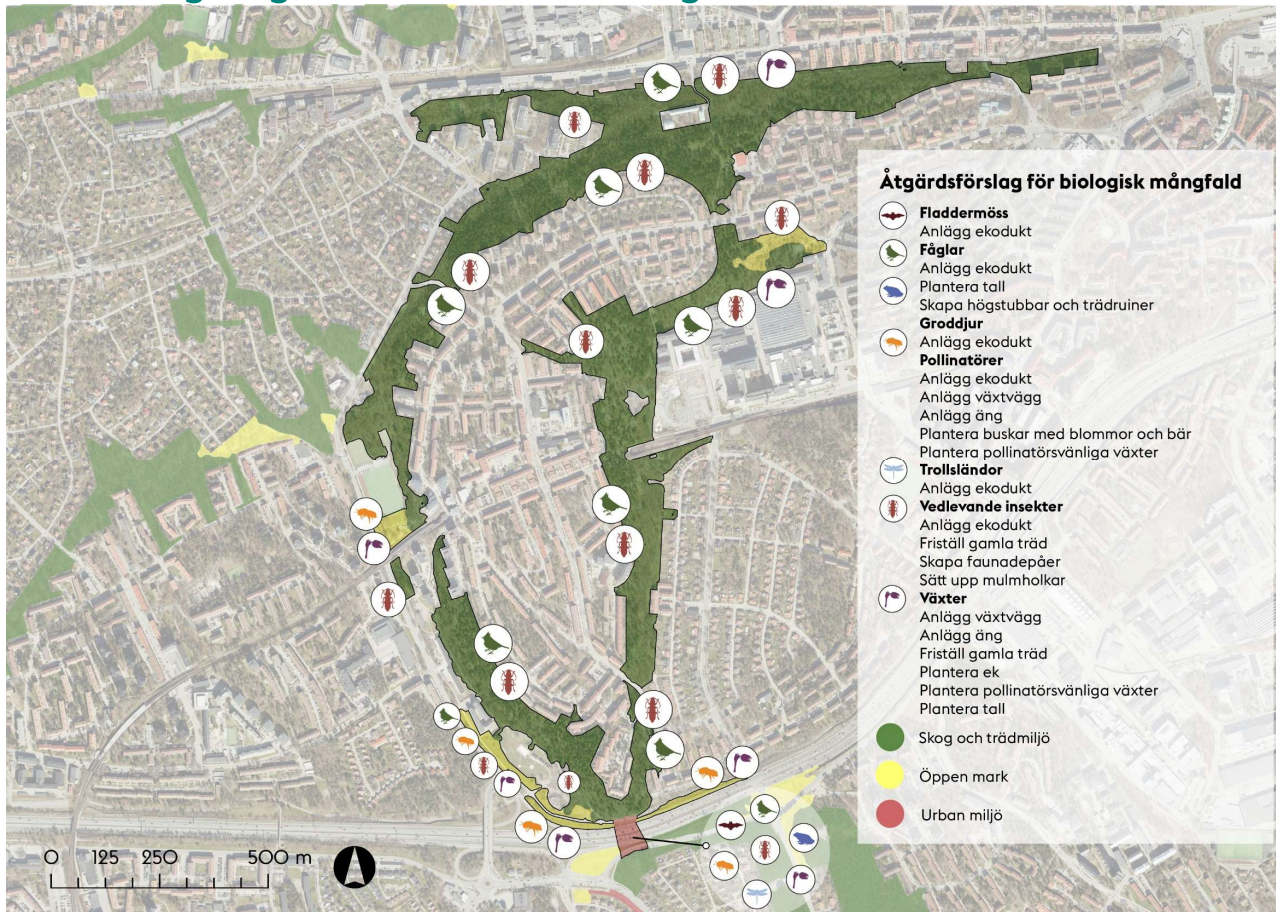 Åtgärdsförslag för biologisk mångfald
Fladdermöss
Anlägg ekodukt
Fåglar
Anlägg ekodukt
Plantera tall
Skapa högstubbar och trädruiner
Groddjur
Anlägg ekodukt
Pollinatörer
Anlägg ekodukt
Anlägg växtvägg
Anlägg äng
Plantera buskar med blommor och bär
Plantera pollinatörsvänliga växter
Trollsländor
Anlägg ekodukt
Vedlevande insekter
Anlägg ekodukt
Friställ gamla träd
Skapa faunadepåer
Sätt upp mulmholkar
Växter
Anlägg växtvägg
Anlägg äng
Friställ gamla träd
Plantera ek
Plantera pollinatörsvänliga växter
Plantera tall
Skog och trädmiljö
Öppen mark
Urban miljö
0 125 250 500 m